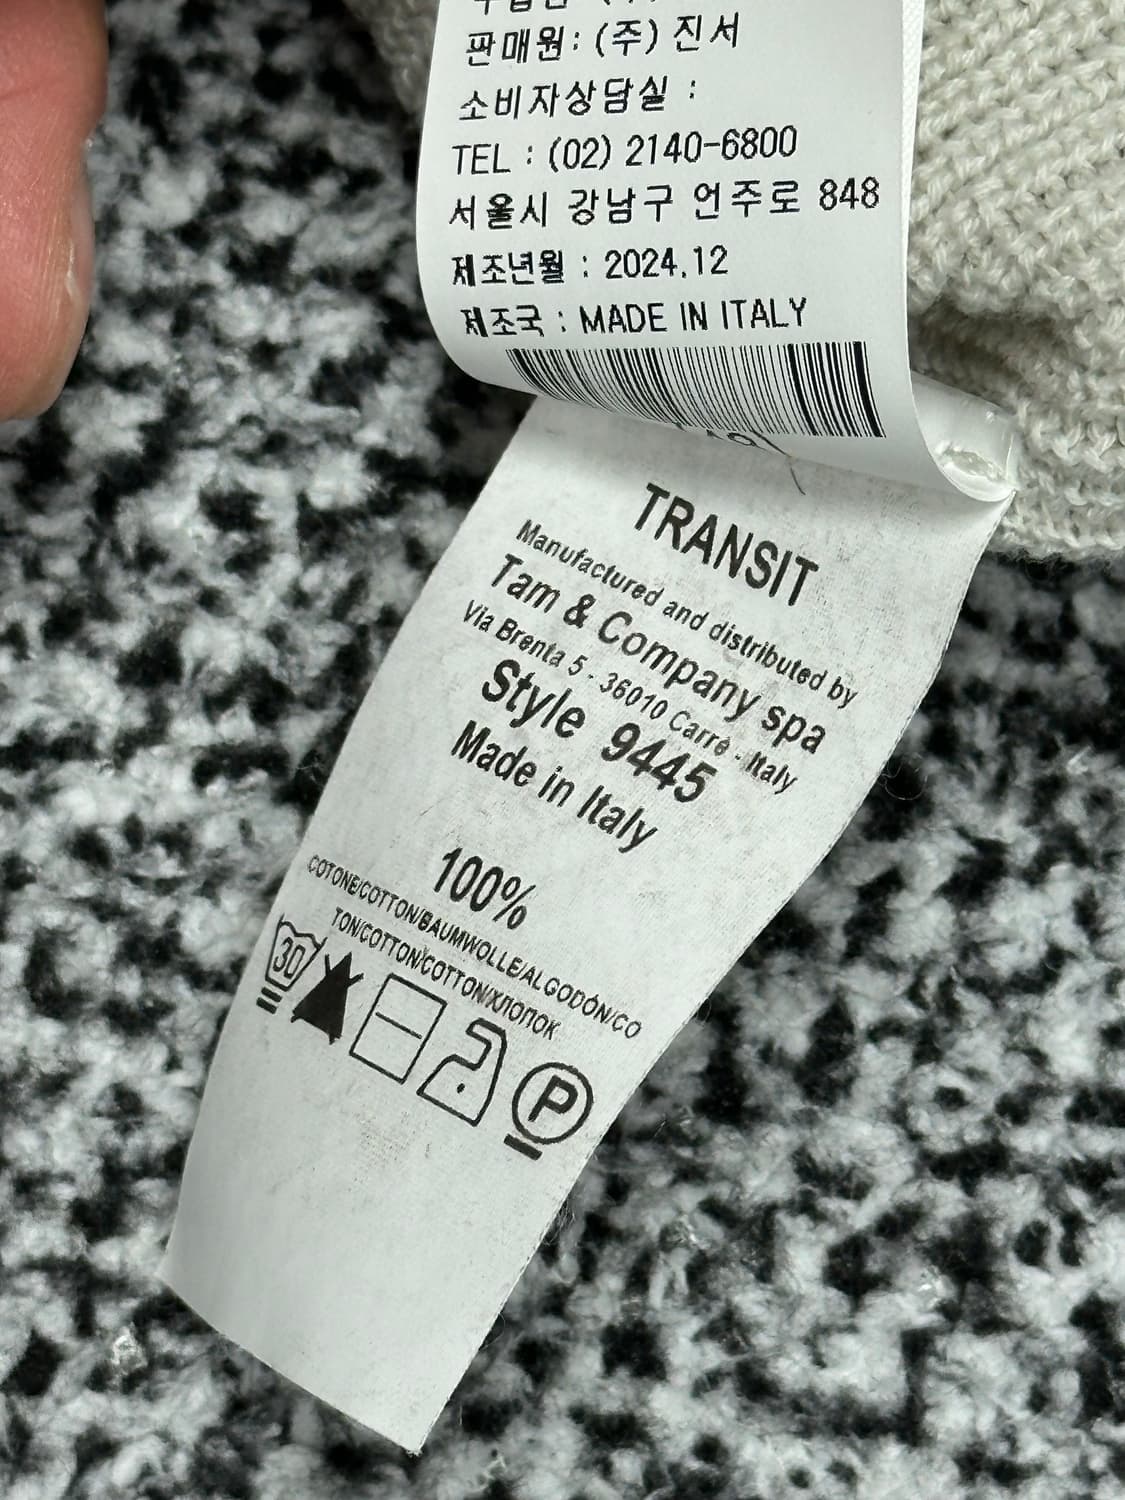 판매원: (주) 진서
소비자상담실 :
TEL : (02) 2140-6800
서울시 강남구 언주로 848
제조년월 : 2024.12
제조국 : MADE IN ITALY
TRANSIT
Manufactured and distributed by
Tam & Company spa
Via Brenta 5 - 36010 Carrè - Italy
Style 9445
Made in Italy
100%
COTONE/COTTON/BAUMWOLLE/ALGODÓN/CO
TON/COTTON/COTTON/ХЛОПОК
30
P